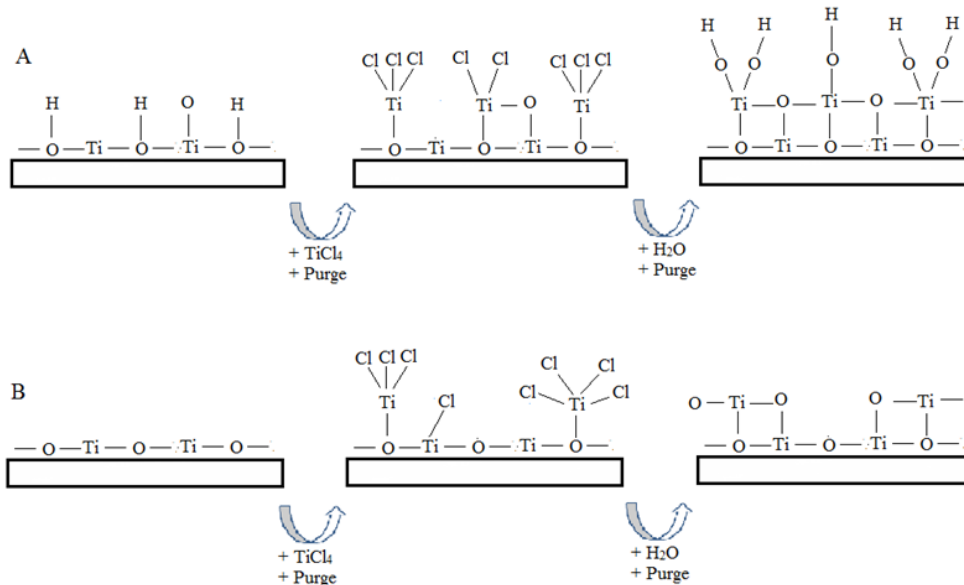 H H H H H
O O O O O
Cl Cl Cl Cl Cl Cl Cl Cl
A
Ti Ti O Ti Ti O Ti O Ti
H H O H
O Ti O Ti O O Ti O Ti O O Ti O Ti O
+ TiCl₄
+ Purge
+ H₂O
+ Purge
Cl Cl Cl Cl Cl
B
Cl Cl Cl
Ti Ti O Ti O O Ti
O Ti O Ti O O Ti O Ti O O Ti O Ti O
+ TiCl₄
+ Purge
+ H₂O
+ Purge